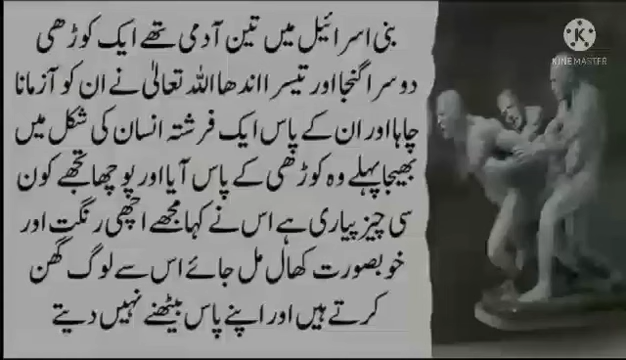 بنی اسرائیل میں تین آدمی تھے ایک کوڑھی
دوسرا گنجا اور تیسرا اندھا اللہ تعالیٰ نے ان کو آزمانا
چاہا اور ان کے پاس ایک فرشتہ انسان کی شکل میں
بھیجا پہلے وہ کوڑھی کے پاس آیا اور پوچھا تجھے کون
سی چیز پیاری ہے اس نے کہا مجھے اچھی رنگت اور
خوبصورت کھال مل جائے اس سے لوگ گھن
کرتے ہیں اور اپنے پاس بیٹھنے نہیں دیتے
K
KINEMASTER